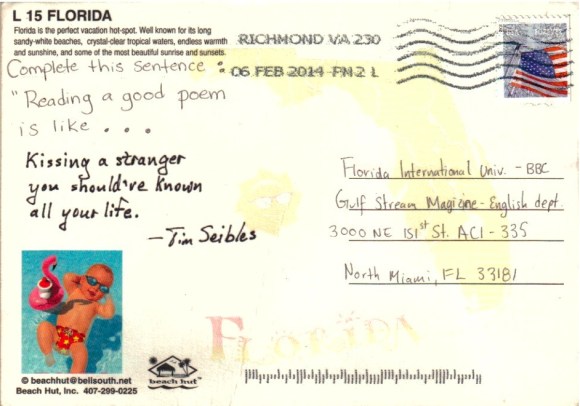 L 15 FLORIDA
Florida is the perfect vacation hot-spot. Well known for its long
sandy-white beaches, crystal-clear tropical waters, endless warmth
and sunshine, and some of the most beautiful sunrise and sunsets.
RICHMOND VA 230
06 FEB 2014 PM 2 L
Complete this sentence:
"Reading a good poem
is like . . .
Kissing a stranger
you should've known
all your life.
—Tim Seibles
Florida International Univ. - BBC
Gulf Stream Magizine - English dept.
3000 NE 151st St. AC1 - 335
North Miami, FL 33181
FLORIDA
beach hut™
© beachhut@bellsouth.net
Beach Hut, Inc. 407-299-0225